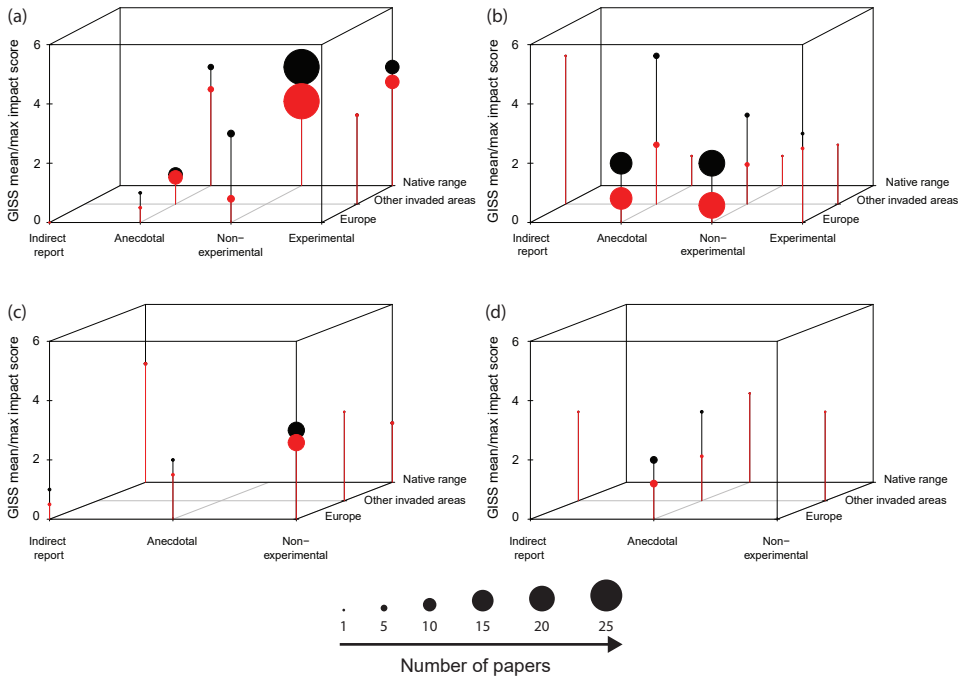 (a)
GISS mean/max impact score
6
4
2
0
Indirect
report
Anecdotal
Non−
experimental
Experimental
Native range
Other invaded areas
Europe
(b)
GISS mean/max impact score
6
4
2
0
Indirect
report
Anecdotal
Non−
experimental
Experimental
Native range
Other invaded areas
Europe
(c)
GISS mean/max impact score
6
4
2
0
Indirect
report
Anecdotal
Non−
experimental
Native range
Other invaded areas
Europe
(d)
GISS mean/max impact score
6
4
2
0
Indirect
report
Anecdotal
Non−
experimental
Native range
Other invaded areas
Europe
1 5 10 15 20 25
Number of papers